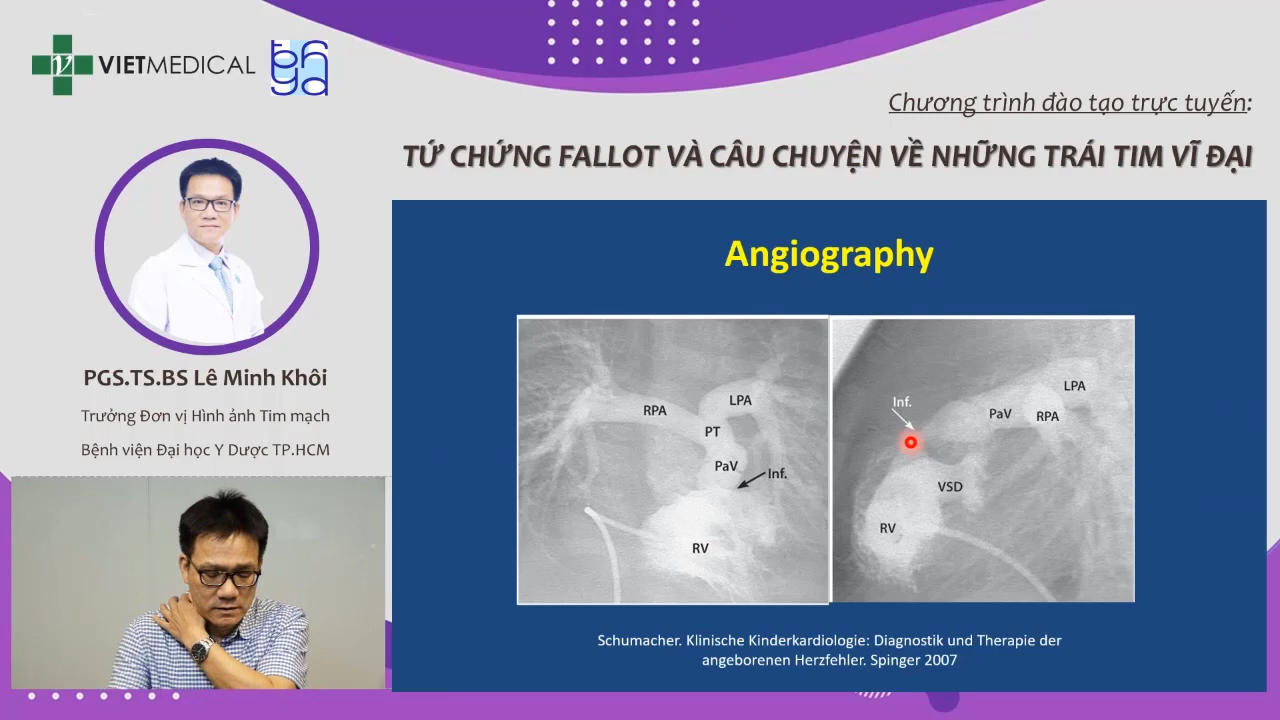 VIETMEDICAL
Chương trình đào tạo trực tuyến:
TỨ CHỨNG FALLOT VÀ CÂU CHUYỆN VỀ NHỮNG TRÁI TIM VĨ ĐẠI
PGS.TS.BS Lê Minh Khôi
Trưởng Đơn vị Hình ảnh Tim mạch
Bệnh viện Đại học Y Dược TP.HCM
Angiography
RPA
LPA
PT
PaV
Inf.
RV
Inf.
LPA
PaV
RPA
VSD
RV
Schumacher. Klinische Kinderkardiologie: Diagnostik und Therapie der
angeborenen Herzfehler. Spinger 2007